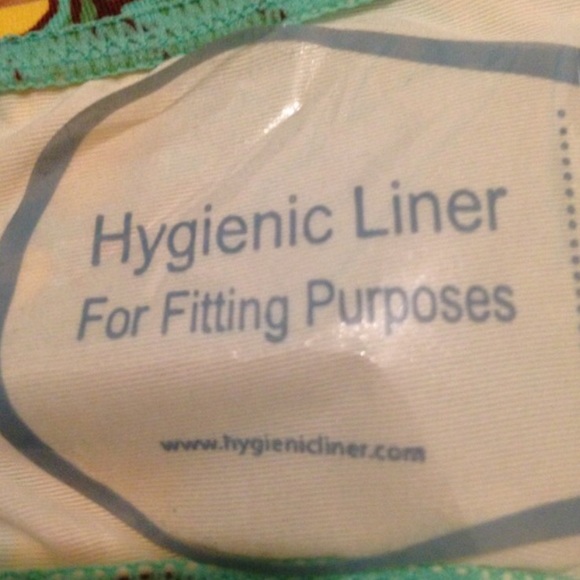 Hygienic Liner
For Fitting Purposes
www.hygienicliner.com